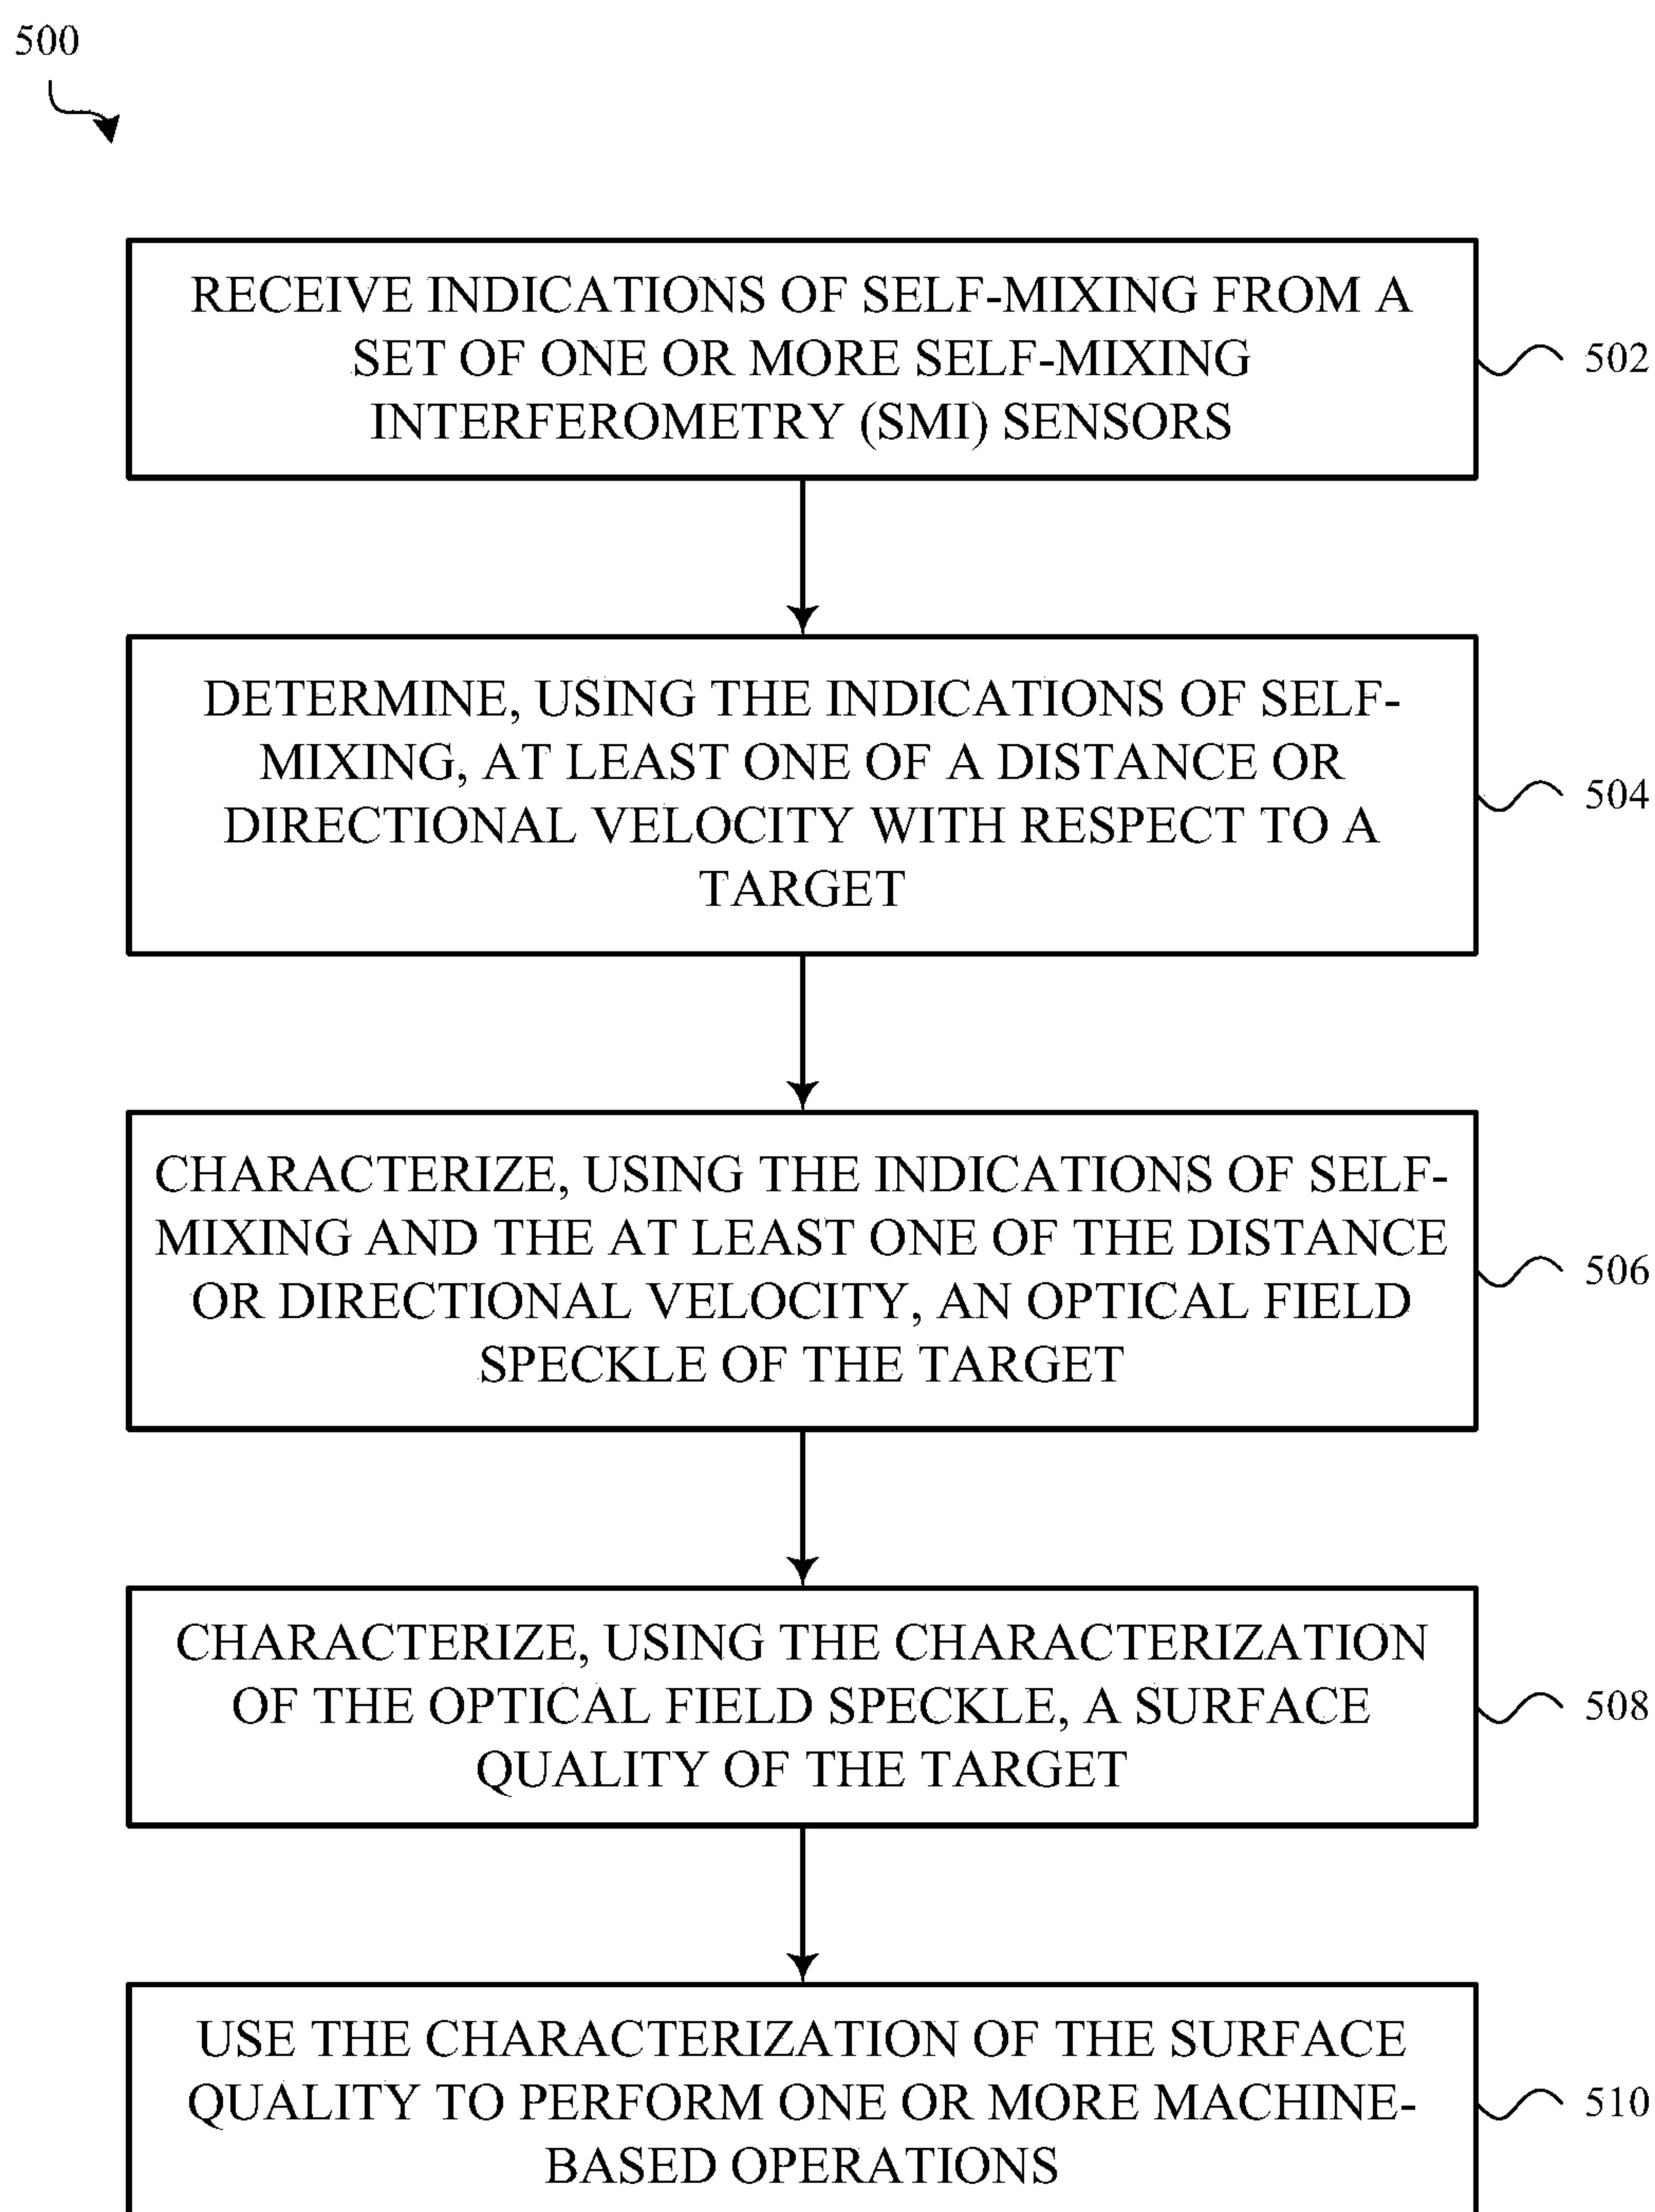 500
RECEIVE INDICATIONS OF SELF-MIXING FROM A
SET OF ONE OR MORE SELF-MIXING
INTERFEROMETRY (SMI) SENSORS
502
DETERMINE, USING THE INDICATIONS OF SELF-
MIXING, AT LEAST ONE OF A DISTANCE OR
DIRECTIONAL VELOCITY WITH RESPECT TO A
TARGET
504
CHARACTERIZE, USING THE INDICATIONS OF SELF-
MIXING AND THE AT LEAST ONE OF THE DISTANCE
OR DIRECTIONAL VELOCITY, AN OPTICAL FIELD
SPECKLE OF THE TARGET
506
CHARACTERIZE, USING THE CHARACTERIZATION
OF THE OPTICAL FIELD SPECKLE, A SURFACE
QUALITY OF THE TARGET
508
USE THE CHARACTERIZATION OF THE SURFACE
QUALITY TO PERFORM ONE OR MORE MACHINE-
BASED OPERATIONS
510